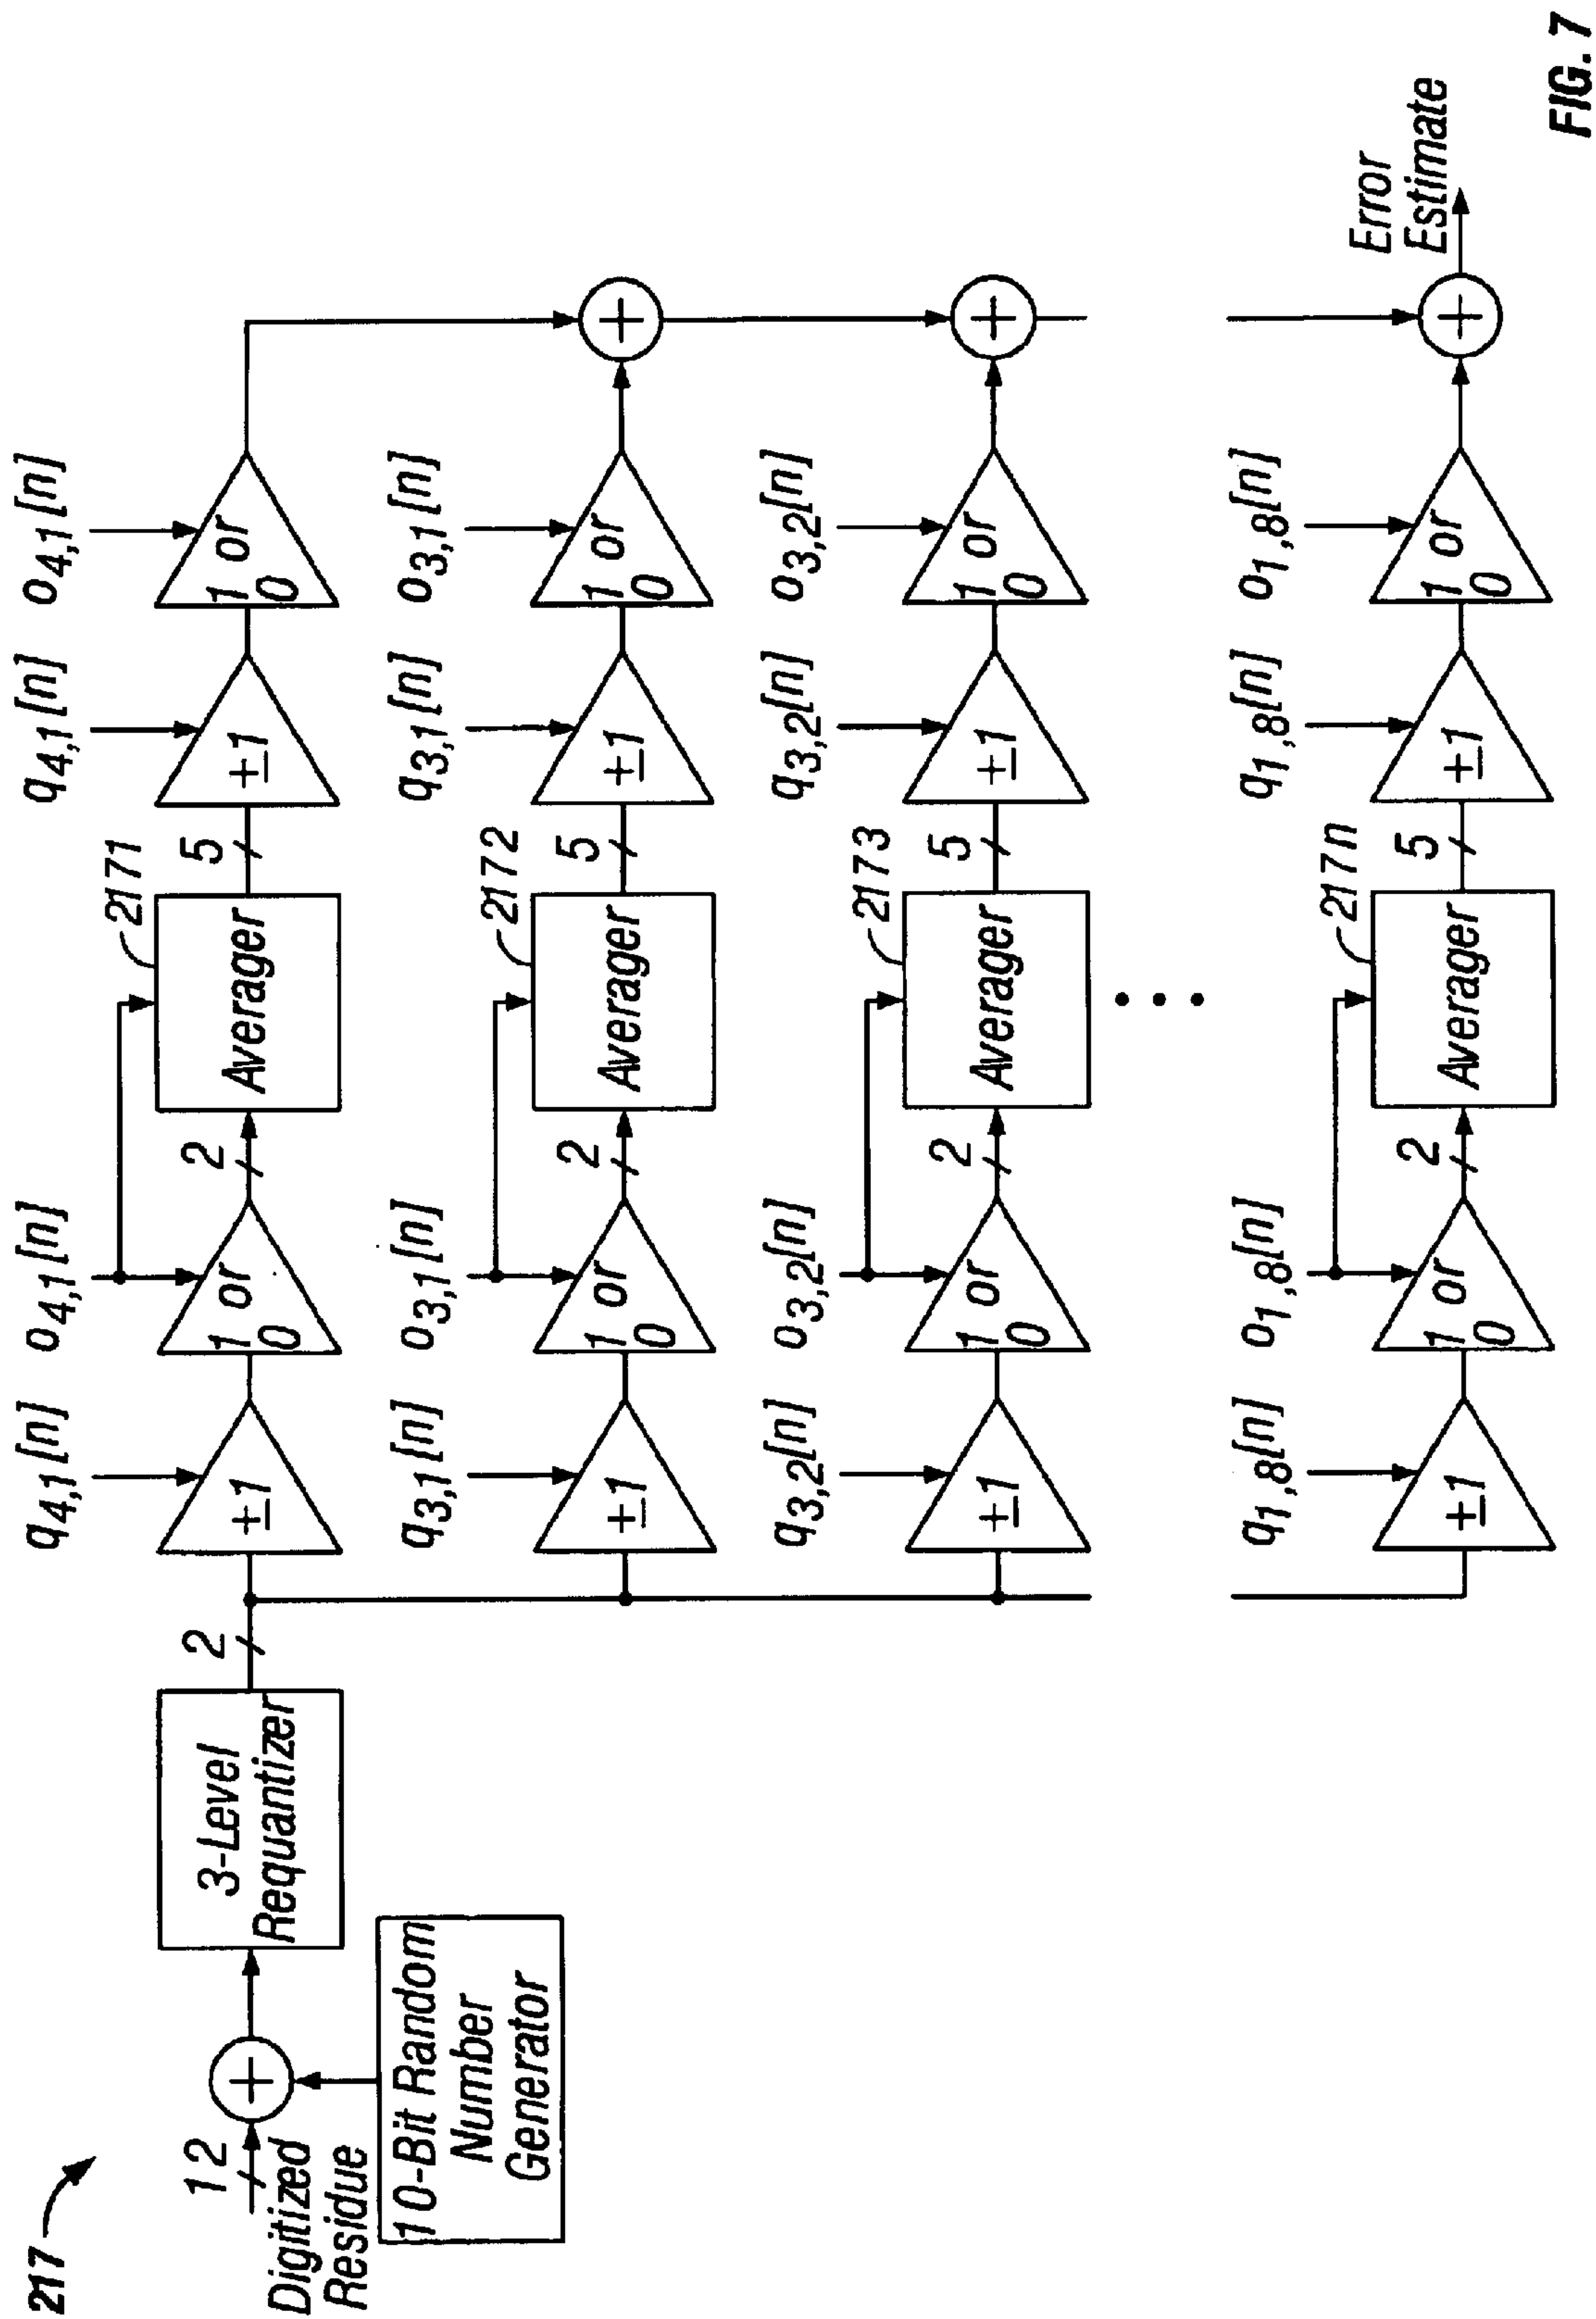 217
12
Digitized
Residue
+
10-Bit Random
Number
Generator
3-Level
Requantizer
2
q4,1[n]
±1
o4,1[n]
1 or
0
2
Averager
2171
5
q4,1[n]
±1
o4,1[n]
1 or
0
q3,1[n]
±1
o3,1[n]
1 or
0
2
Averager
2172
5
q3,1[n]
±1
o3,1[n]
1 or
0
+
q3,2[n]
±1
o3,2[n]
1 or
0
2
Averager
2173
5
q3,2[n]
±1
o3,2[n]
1 or
0
+
q1,8[n]
±1
o1,8[n]
1 or
0
2
Averager
217n
5
q1,8[n]
±1
o1,8[n]
1 or
0
+
Error
Estimate
FIG. 7